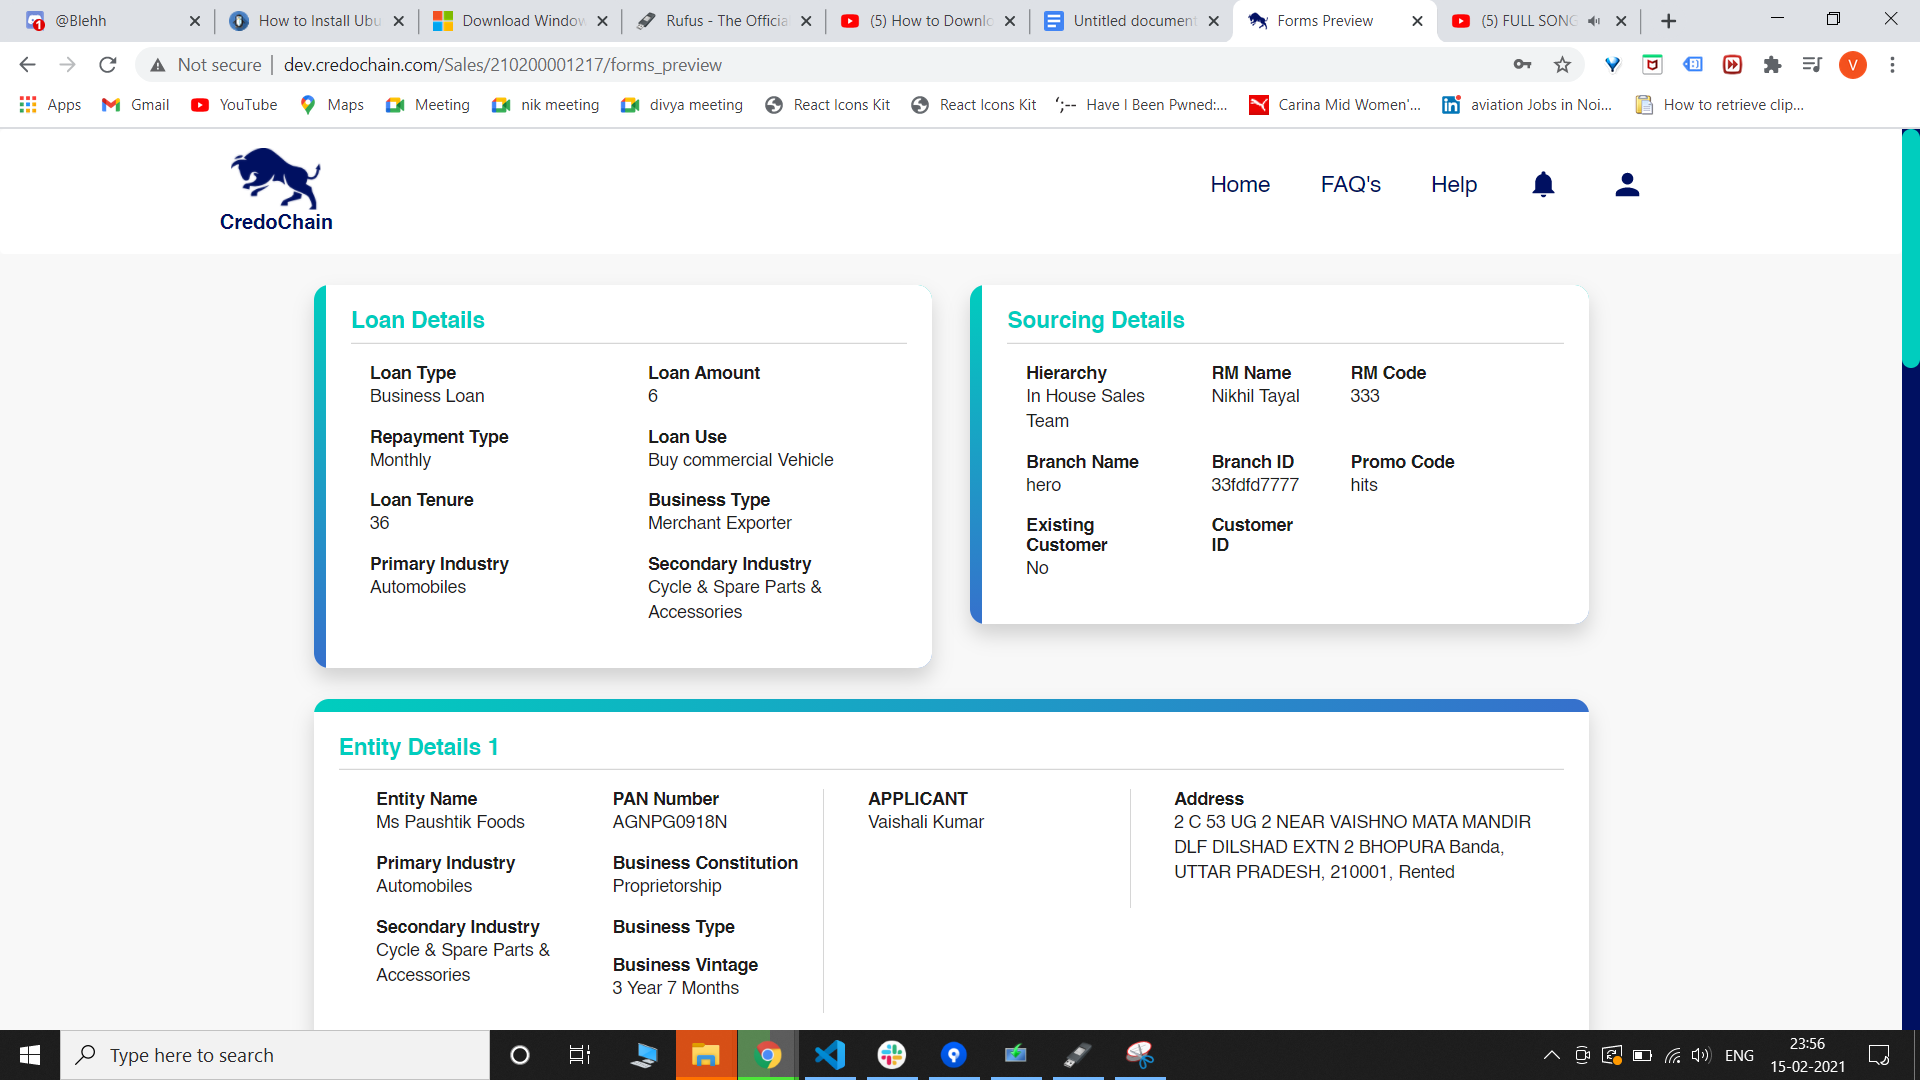 @Blehh
How to Install Ubu
Download Window
Rufus - The Official
(5) How to Downlo
Untitled document
Forms Preview
(5) FULL SONG
Not secure
dev.credochain.com/Sales/210200001217/forms_preview
V
Apps
Gmail
YouTube
Maps
Meeting
nik meeting
divya meeting
React Icons Kit
React Icons Kit
Have I Been Pwned:...
Carina Mid Women'...
aviation Jobs in Noi...
How to retrieve clip...
CredoChain
Home
FAQ's
Help
Loan Details
Loan Type
Business Loan
Loan Amount
6
Repayment Type
Monthly
Loan Use
Buy commercial Vehicle
Loan Tenure
36
Business Type
Merchant Exporter
Primary Industry
Automobiles
Secondary Industry
Cycle & Spare Parts &
Accessories
Sourcing Details
Hierarchy
In House Sales
Team
RM Name
Nikhil Tayal
RM Code
333
Branch Name
hero
Branch ID
33fdfd7777
Promo Code
hits
Existing
Customer
No
Customer
ID
Entity Details 1
Entity Name
Ms Paushtik Foods
PAN Number
AGNPG0918N
Primary Industry
Automobiles
Business Constitution
Proprietorship
Secondary Industry
Cycle & Spare Parts &
Accessories
Business Type
Business Vintage
3 Year 7 Months
APPLICANT
Vaishali Kumar
Address
2 C 53 UG 2 NEAR VAISHNO MATA MANDIR
DLF DILSHAD EXTN 2 BHOPURA Banda,
UTTAR PRADESH, 210001, Rented
Type here to search
ENG
23:56
15-02-2021